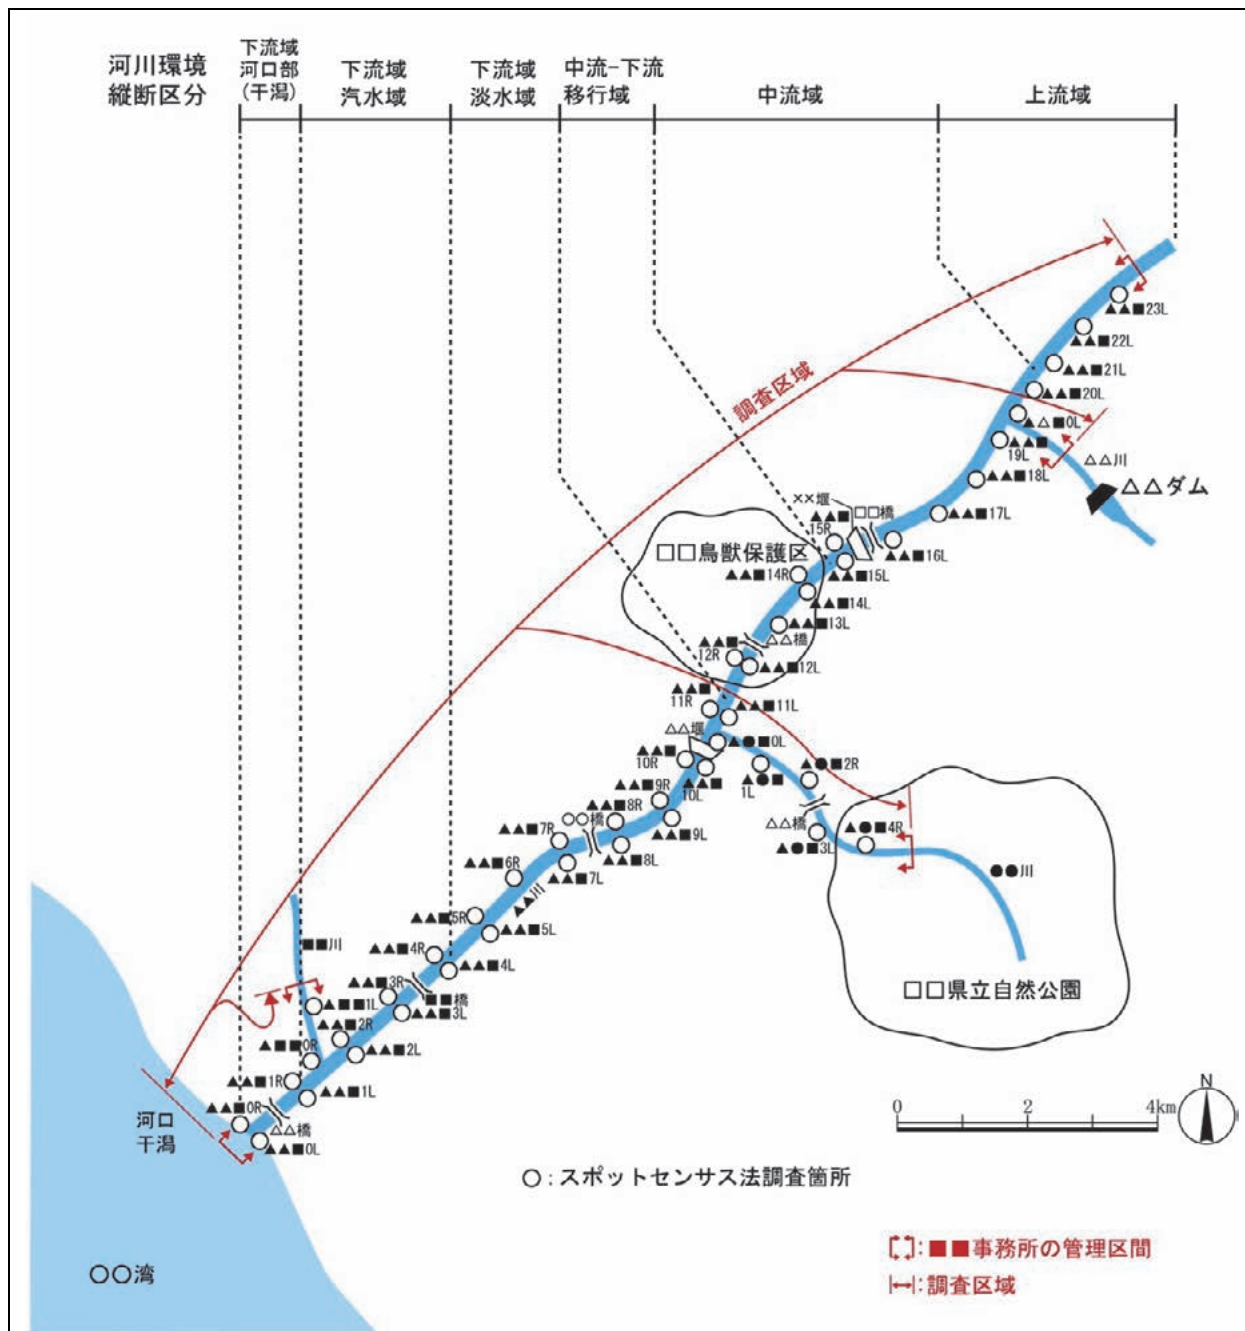 河川環境
縦断区分
下流域
河口部
(干潟)
下流域
汽水域
下流域
淡水域
中流-下流
移行域
中流域
上流域
調査区域
▲▲■23L
▲▲■22L
▲▲■21L
▲▲■20L
▲△■0L
▲▲■
19L
△△川
△△ダム
▲▲■18L
▲▲■17L
××堰
□□橋
▲▲■
15R
▲▲■16L
□□鳥獣保護区
▲▲■14R
▲▲■15L
▲▲■14L
▲▲■13L
△△橋
▲▲■
12R
▲▲■12L
▲▲■
11R
▲▲■11L
△△堰
▲●■0L
▲▲■
10R
▲▲■
10L
▲●■
1L
▲●■2R
▲▲■9R
▲▲■8R
○○橋
▲▲■7R
▲▲■9L
△△橋
▲●■3L
▲●■4R
▲▲■8L
▲▲■6R
▲▲■7L
▲▲川
●●川
▲▲■5R
▲▲■5L
■■川
▲▲■4R
▲▲■4L
▲▲■3R
■■橋
▲▲■3L
▲■■1L
▲▲■2R
▲■■0R
▲▲■2L
▲▲■1R
▲▲■1L
▲▲■0R
△△橋
▲▲■0L
河口
干潟
□□県立自然公園
N
0 2 4km
○:スポットセンサス法調査箇所
■■事務所の管理区間
:調査区域
○○湾